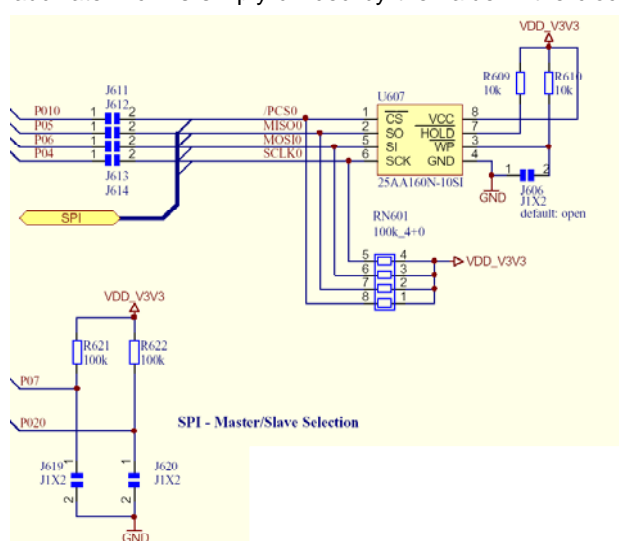 VDD_V3V3
J611
J612
U607
R609
10k
R610
10k
P010
1
2
/PCS0
1
CS
VCC
8
P05
1
2
MISO0
2
SO
HOLD
7
P06
1
2
MOSI0
5
SI
WP
3
P04
1
2
SCLK0
6
SCK
GND
4
J613
J614
25AA160N-10SI
1
2
GND
J606
J1X2
default: open
SPI
RN601
100k_4+0
5
4
6
3
7
2
8
1
VDD_V3V3
VDD_V3V3
R621
100k
R622
100k
P07
P020
SPI - Master/Slave Selection
J619
J1X2
1
2
J620
J1X2
1
2
GND